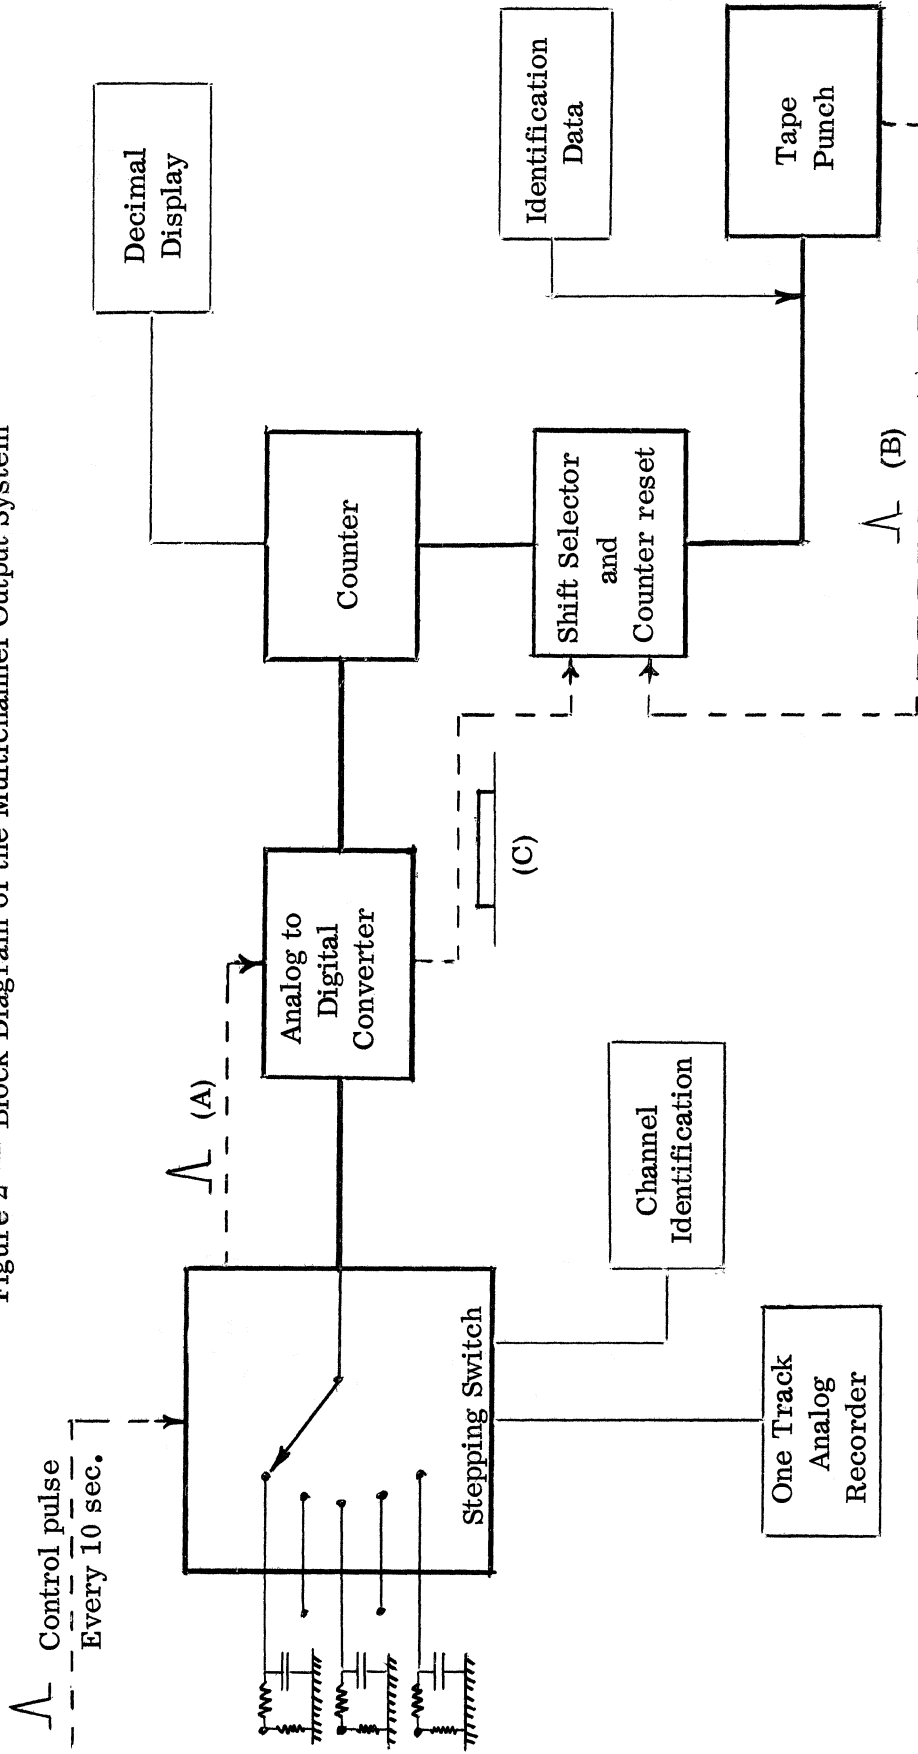 Figure 2 -- Block Diagram of the Multichannel Output System
Control pulse
Every 10 sec.
Stepping Switch
One Track
Analog
Recorder
Channel
Identification
(A)
Analog to
Digital
Converter
(C)
Counter
Decimal
Display
Shift Selector
and
Counter reset
(B)
Identification
Data
Tape
Punch